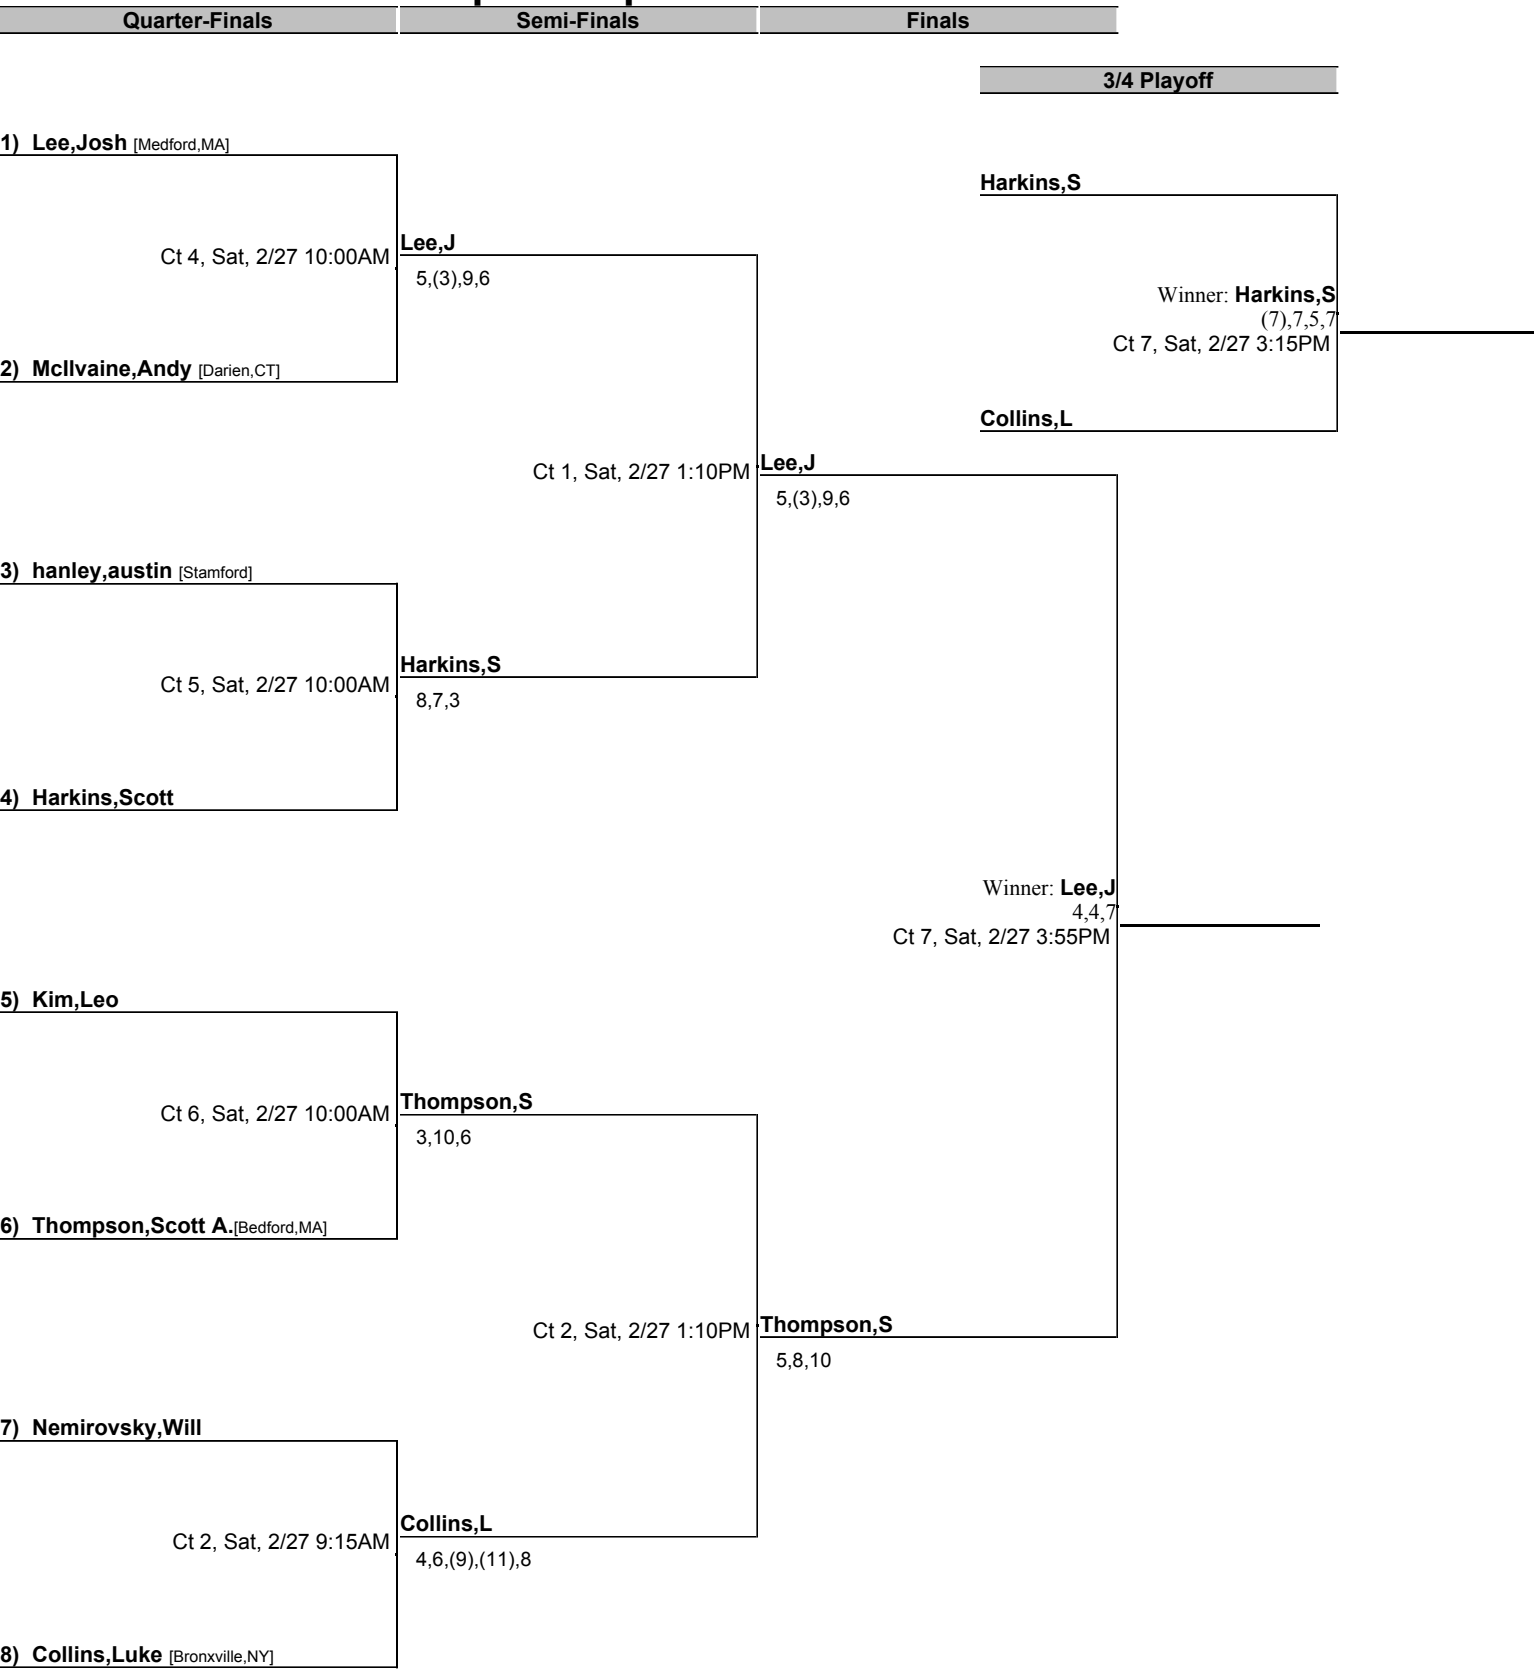 Quarter-Finals Semi-Finals Finals
3/4 Playoff
1) Lee,Josh [Medford,MA]
Harkins,S
Ct 4, Sat, 2/27 10:00AM
Lee,J
5,(3),9,6
Winner: Harkins,S
(7),7,5,7
Ct 7, Sat, 2/27 3:15PM
2) McIlvaine,Andy [Darien,CT]
Collins,L
Ct 1, Sat, 2/27 1:10PM
Lee,J
5,(3),9,6
3) hanley,austin [Stamford]
Ct 5, Sat, 2/27 10:00AM
Harkins,S
8,7,3
4) Harkins,Scott
Winner: Lee,J
4,4,7
Ct 7, Sat, 2/27 3:55PM
5) Kim,Leo
Ct 6, Sat, 2/27 10:00AM
Thompson,S
3,10,6
6) Thompson,Scott A.[Bedford,MA]
Ct 2, Sat, 2/27 1:10PM
Thompson,S
5,8,10
7) Nemirovsky,Will
Ct 2, Sat, 2/27 9:15AM
Collins,L
4,6,(9),(11),8
8) Collins,Luke [Bronxville,NY]